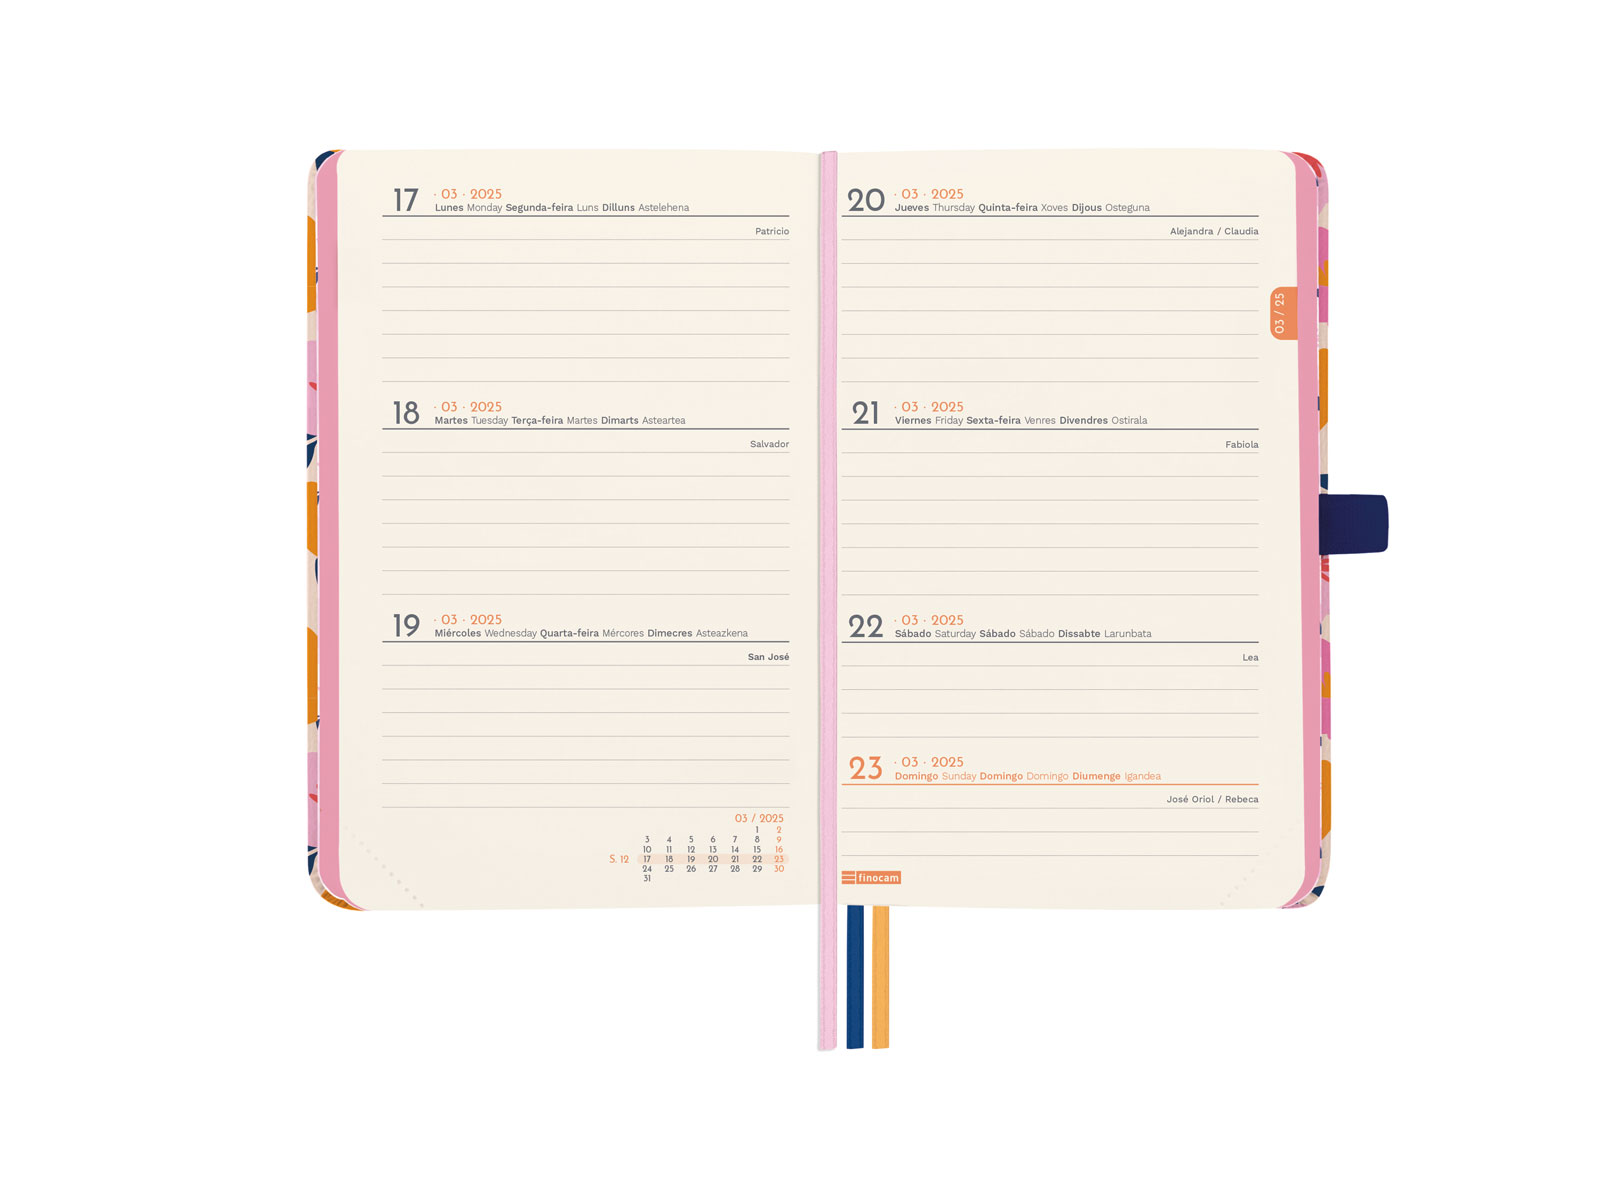 17 · 03 · 2025
Lunes Monday Segunda-feira Luns Dilluns Astelehena
Patricio
18 · 03 · 2025
Martes Tuesday Terça-feira Martes Dimarts Asteartea
Salvador
19 · 03 · 2025
Miércoles Wednesday Quarta-feira Mércores Dimecres Asteazkena
San José
03 / 2025
1 2
3 4 5 6 7 8 9
10 11 12 13 14 15 16
S. 12 17 18 19 20 21 22 23
24 25 26 27 28 29 30
31
20 · 03 · 2025
Jueves Thursday Quinta-feira Xoves Dijous Osteguna
Alejandra / Claudia
03 / 25
21 · 03 · 2025
Viernes Friday Sexta-feira Venres Divendres Ostirala
Fabiola
22 · 03 · 2025
Sábado Saturday Sábado Sábado Dissabte Larunbata
Lea
23 · 03 · 2025
Domingo Sunday Domingo Domingo Diumenge Igandea
José Oriol / Rebeca
finocam